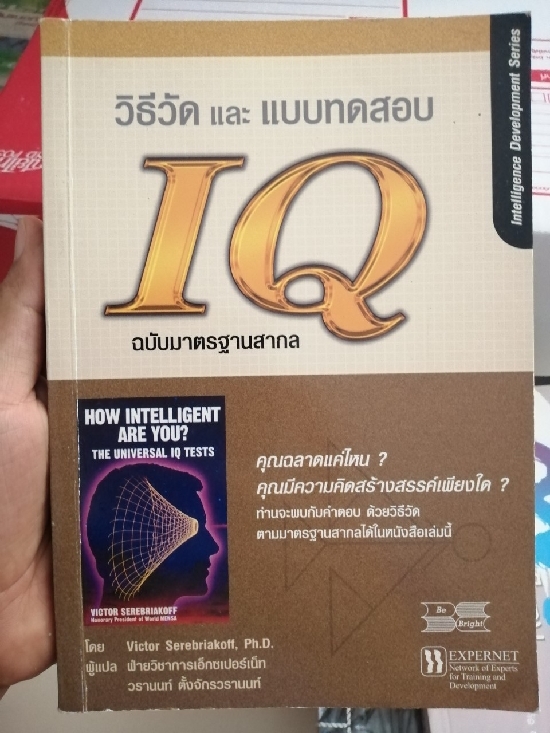 Intelligence Development Series
วิธีวัด และ แบบทดสอบ
IQ
ฉบับมาตรฐานสากล
HOW INTELLIGENT
ARE YOU?
THE UNIVERSAL IQ TESTS
VICTOR SEREBRIAKOFF
Honorary President of World MENSA
คุณฉลาดแค่ไหน ?
คุณมีความคิดสร้างสรรค์เพียงใด ?
ท่านจะพบกับคำตอบ ด้วยวิธีวัด
ตามมาตรฐานสากลได้ในหนังสือเล่มนี้
Be
Bright
โดย Victor Serebriakoff, Ph.D.
ผู้แปล ฝ่ายวิชาการเอ็กซเปอร์เน็ท
วรานนท์ ตั้งจักรวรานนท์
EXPERNET
Network of Experts
for Training and
Development